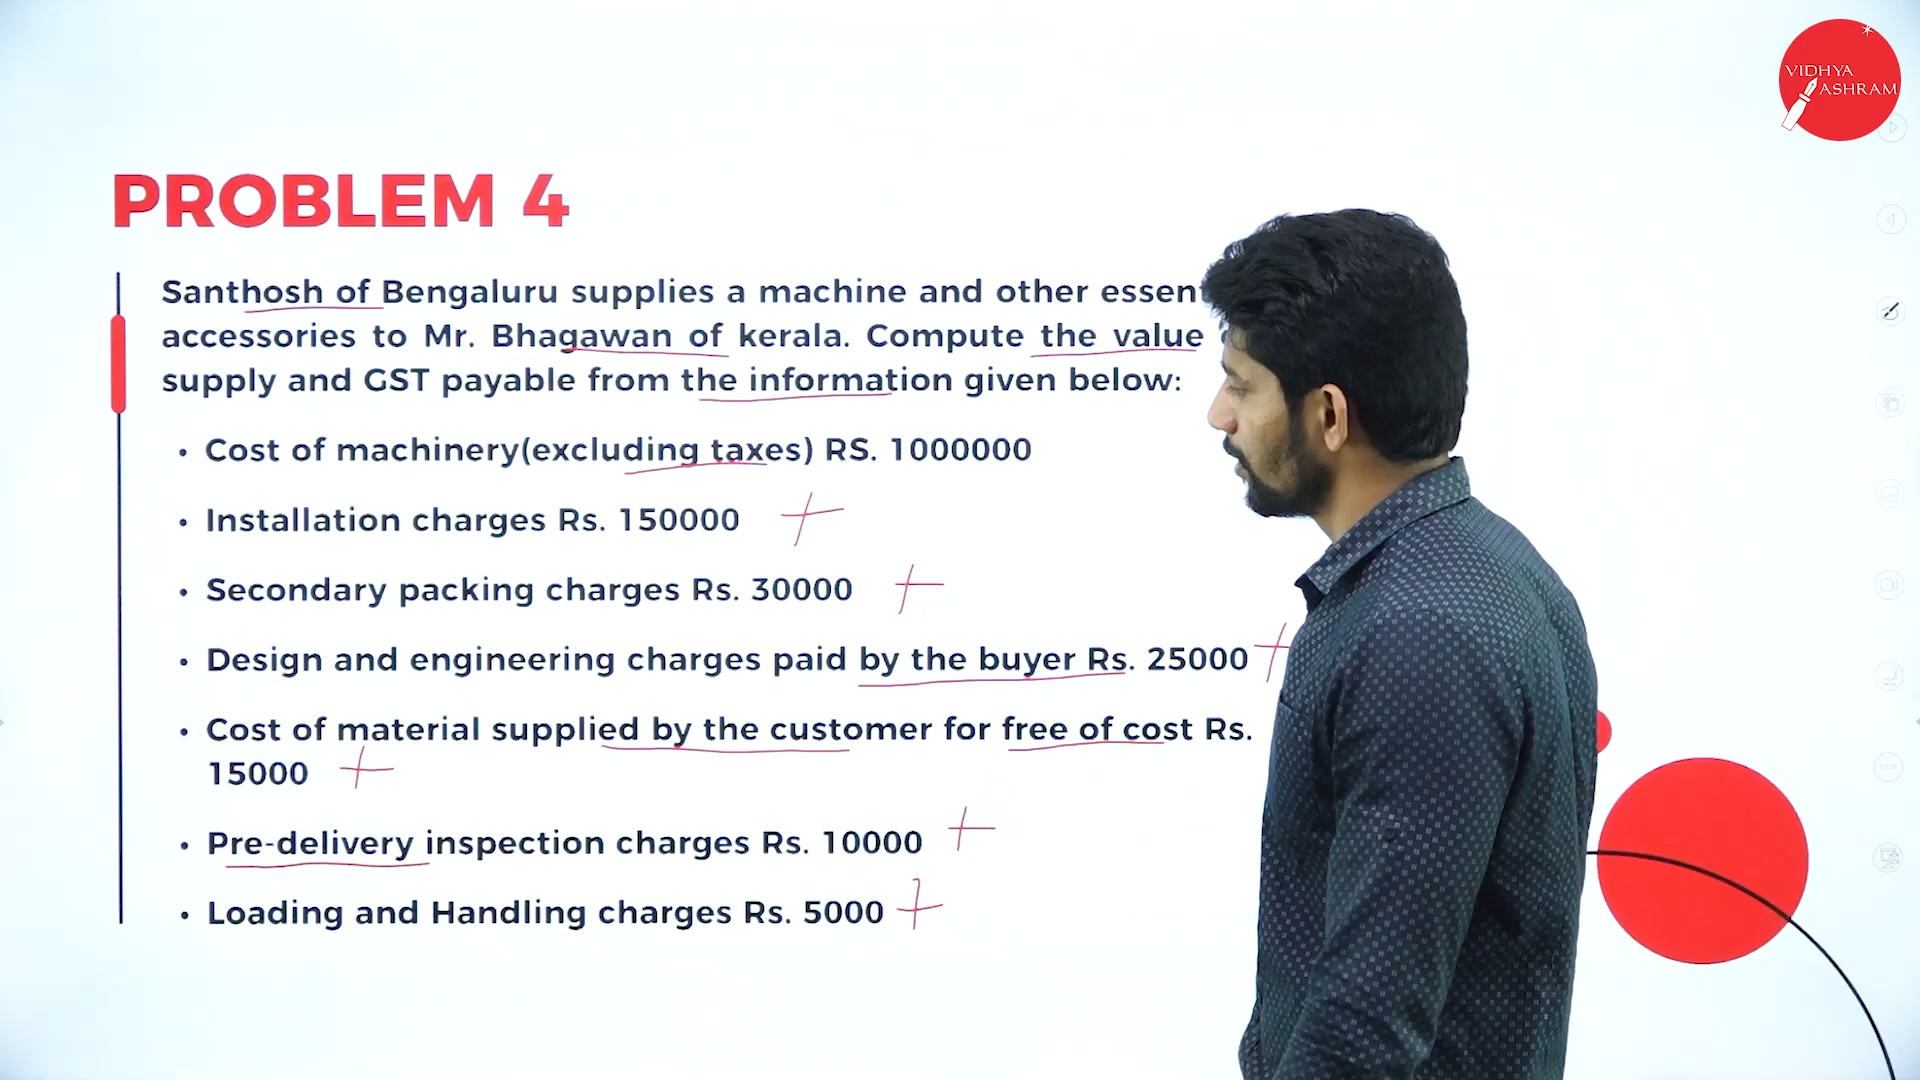 VIDHYA
ASHRAM
PROBLEM 4
Santhosh of Bengaluru supplies a machine and other essent
accessories to Mr. Bhagawan of kerala. Compute the value
supply and GST payable from the information given below:
• Cost of machinery(excluding taxes) RS. 1000000
• Installation charges Rs. 150000 +
• Secondary packing charges Rs. 30000 +
• Design and engineering charges paid by the buyer Rs. 25000 +
• Cost of material supplied by the customer for free of cost Rs.
15000 +
• Pre-delivery inspection charges Rs. 10000 +
• Loading and Handling charges Rs. 5000 +